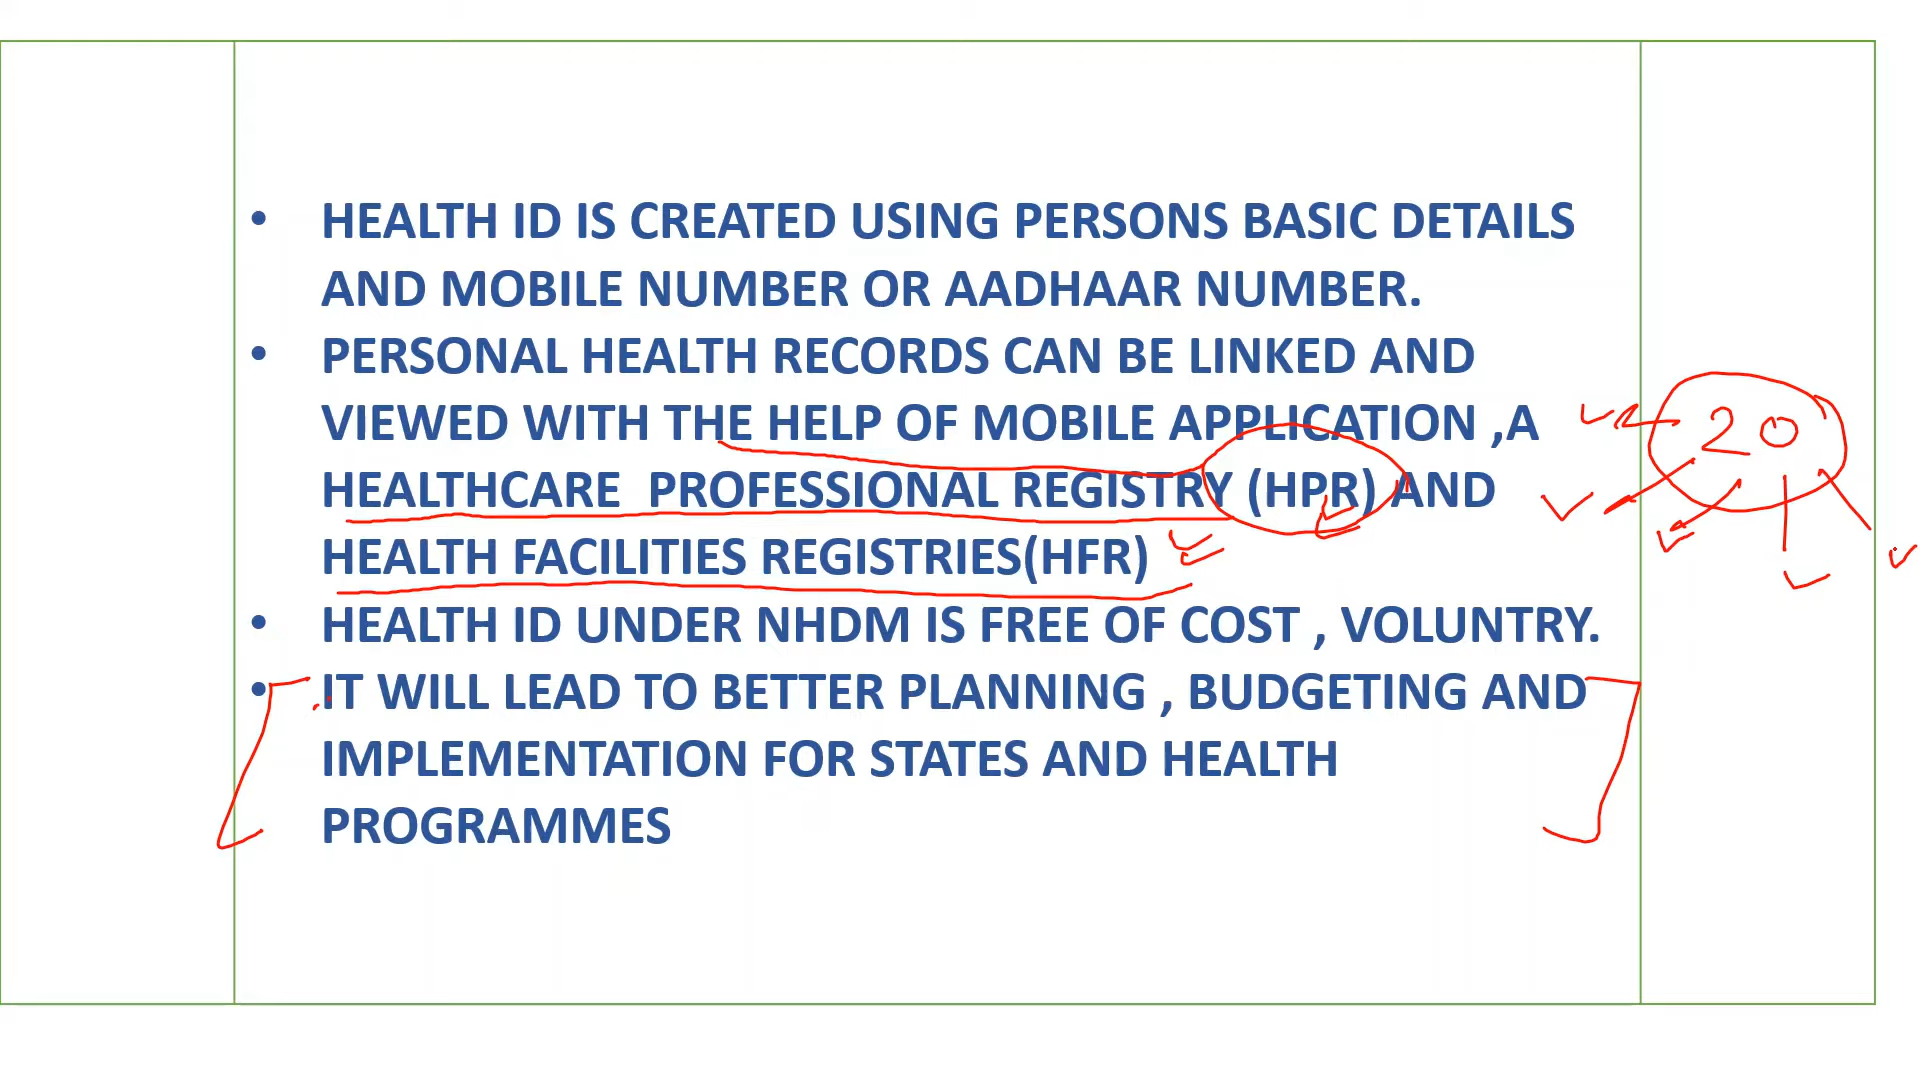 • HEALTH ID IS CREATED USING PERSONS BASIC DETAILS
AND MOBILE NUMBER OR AADHAAR NUMBER.
• PERSONAL HEALTH RECORDS CAN BE LINKED AND
VIEWED WITH THE HELP OF MOBILE APPLICATION ,A
20
HEALTHCARE PROFESSIONAL REGISTRY (HPR) AND
HEALTH FACILITIES REGISTRIES(HFR)
• HEALTH ID UNDER NHDM IS FREE OF COST , VOLUNTRY.
• IT WILL LEAD TO BETTER PLANNING , BUDGETING AND
IMPLEMENTATION FOR STATES AND HEALTH
PROGRAMMES